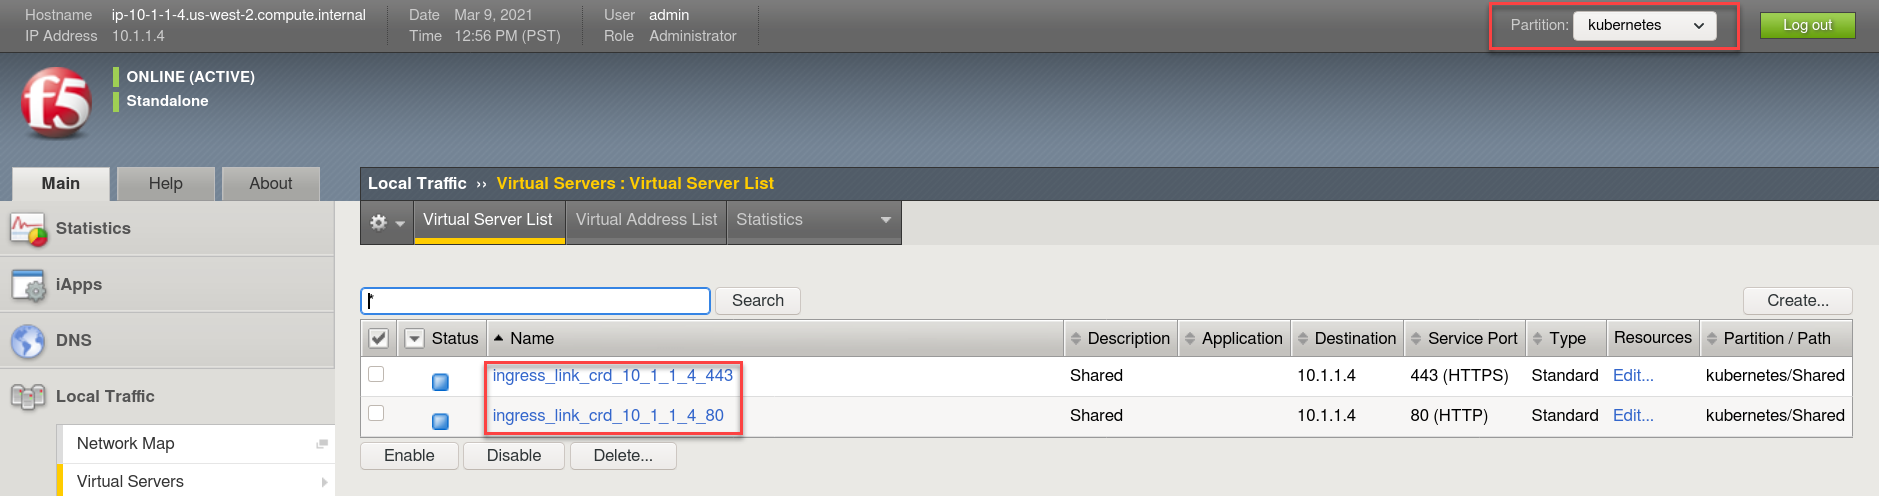 Hostname ip-10-1-1-4.us-west-2.compute.internal Date Mar 9, 2021 User admin Partition: kubernetes Log out
IP Address 10.1.1.4 Time 12:56 PM (PST) Role Administrator
f5
ONLINE (ACTIVE)
Standalone
Main Help About
Local Traffic ›› Virtual Servers : Virtual Server List
Virtual Server List Virtual Address List Statistics
Statistics
iApps
DNS
Local Traffic
Network Map
Virtual Servers
* Search Create...
Status Name Description Application Destination Service Port Type Resources Partition / Path
ingress_link_crd_10_1_1_4_443 Shared 10.1.1.4 443 (HTTPS) Standard Edit... kubernetes/Shared
ingress_link_crd_10_1_1_4_80 Shared 10.1.1.4 80 (HTTP) Standard Edit... kubernetes/Shared
Enable Disable Delete...